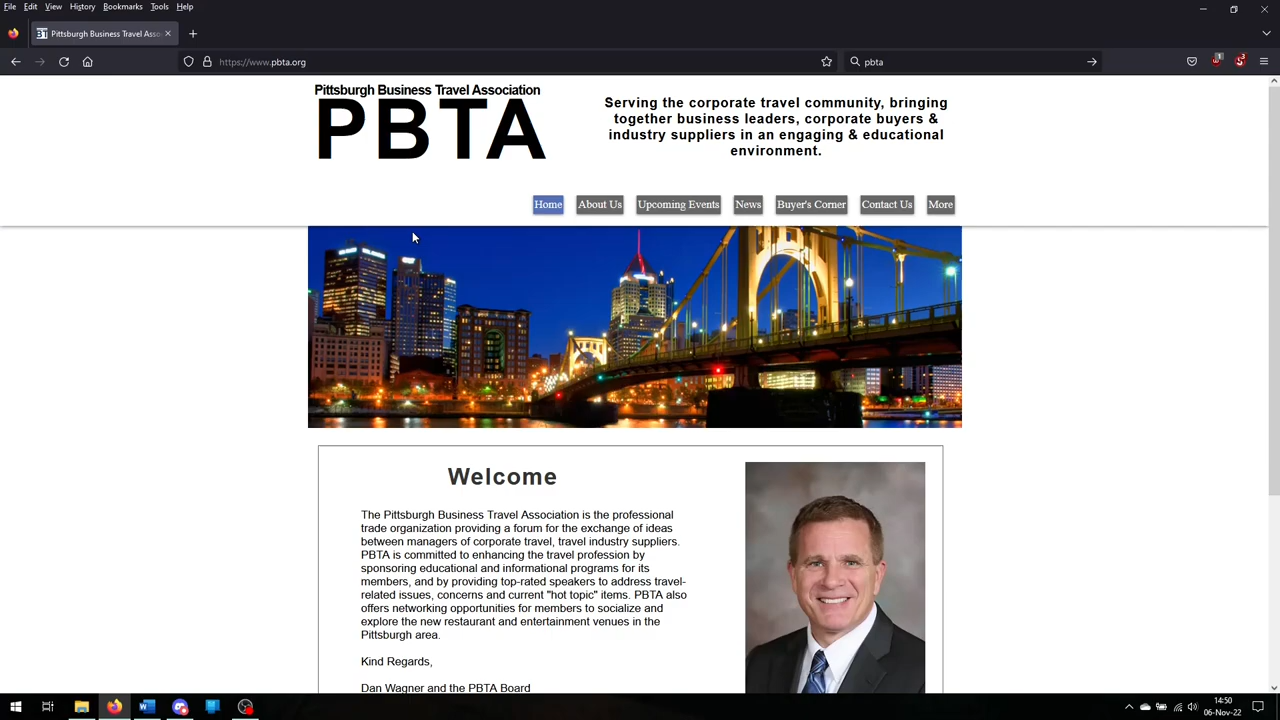 File Edit View History Bookmarks Tools Help
Pittsburgh Business Travel Asso
https://www.pbta.org
pbta
1
3
Pittsburgh Business Travel Association
PBTA
Serving the corporate travel community, bringing
together business leaders, corporate buyers &
industry suppliers in an engaging & educational
environment.
Home About Us Upcoming Events News Buyer's Corner Contact Us More
Welcome
The Pittsburgh Business Travel Association is the professional
trade organization providing a forum for the exchange of ideas
between managers of corporate travel, travel industry suppliers.
PBTA is committed to enhancing the travel profession by
sponsoring educational and informational programs for its
members, and by providing top-rated speakers to address travel-
related issues, concerns and current "hot topic" items. PBTA also
offers networking opportunities for members to socialize and
explore the new restaurant and entertainment venues in the
Pittsburgh area.
Kind Regards,
Dan Wagner and the PBTA Board
14:50
06-Nov-22